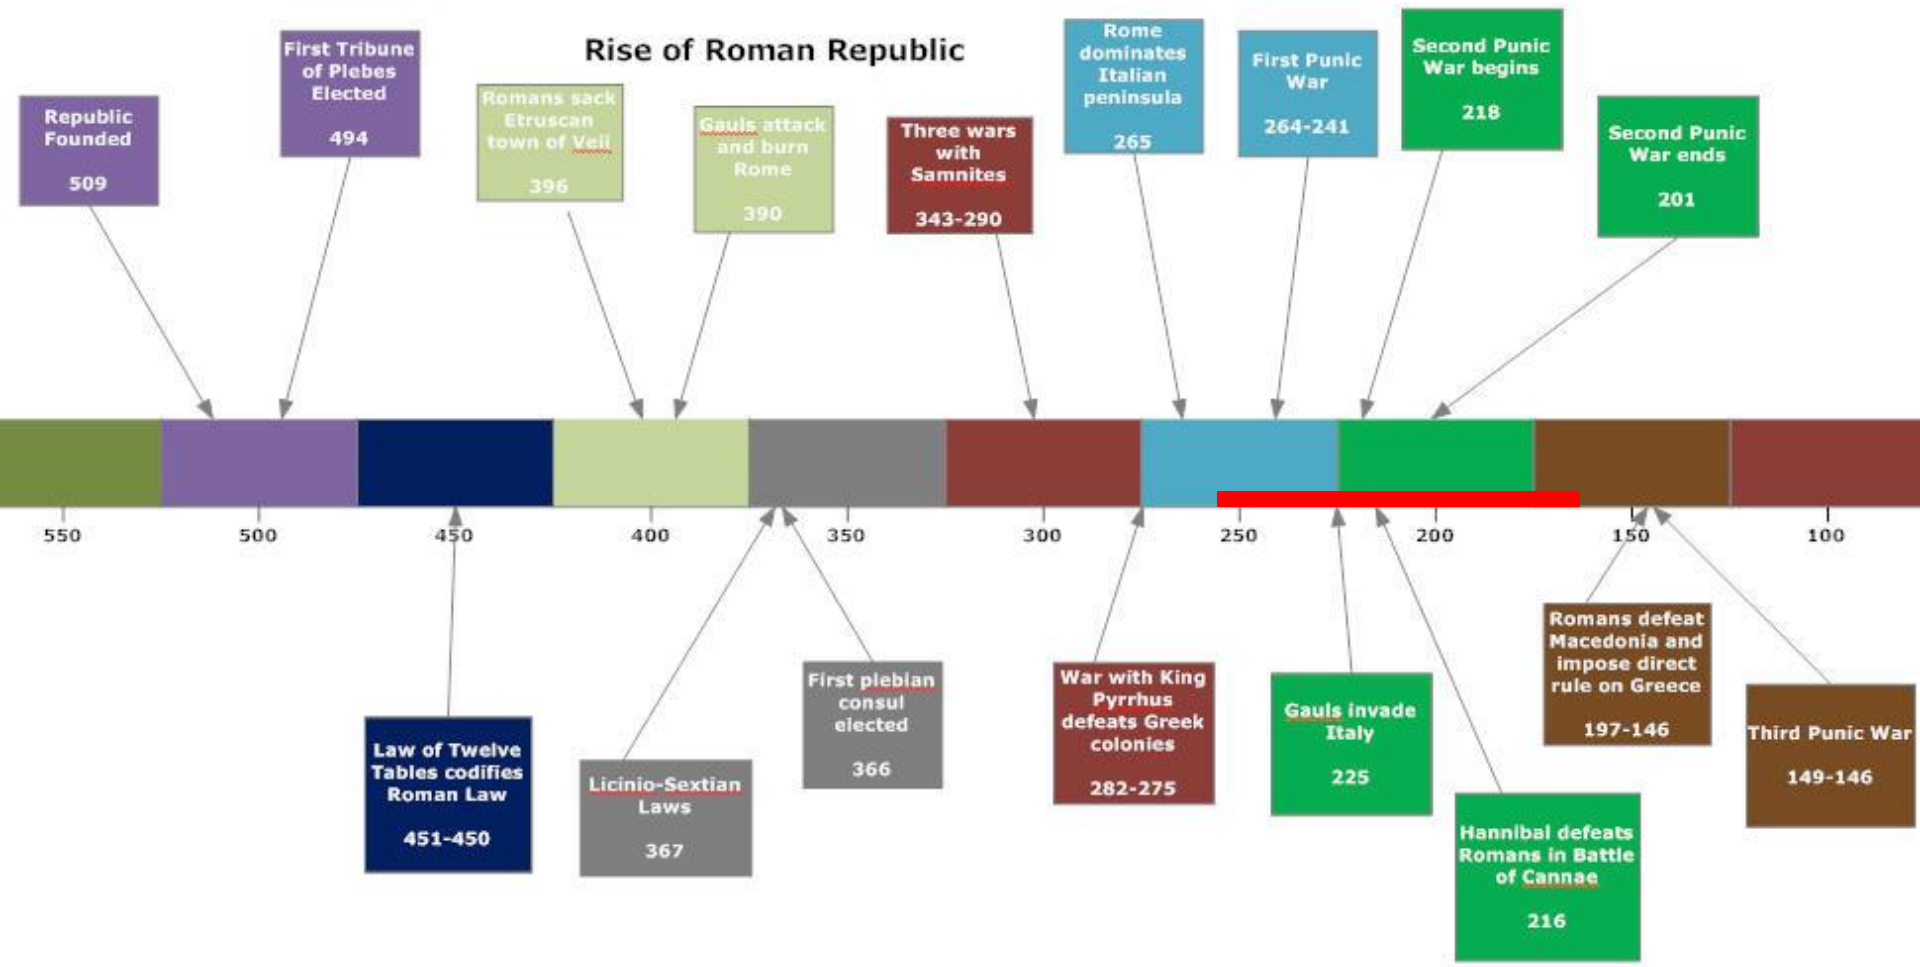 Rise of Roman Republic
Republic
Founded
509
First Tribune
of Plebes
Elected
494
Romans sack
Etruscan
town of Veii
396
Gauls attack
and burn
Rome
390
Three wars
with
Samnites
343-290
Rome
dominates
Italian
peninsula
265
First Punic
War
264-241
Second Punic
War begins
218
Second Punic
War ends
201
550
500
450
400
350
300
250
200
150
100
Law of Twelve
Tables codifies
Roman Law
451-450
Licinio-Sextian
Laws
367
First plebian
consul
elected
366
War with King
Pyrrhus
defeats Greek
colonies
282-275
Gauls invade
Italy
225
Hannibal defeats
Romans in Battle
of Cannae
216
Romans defeat
Macedonia and
impose direct
rule on Greece
197-146
Third Punic War
149-146